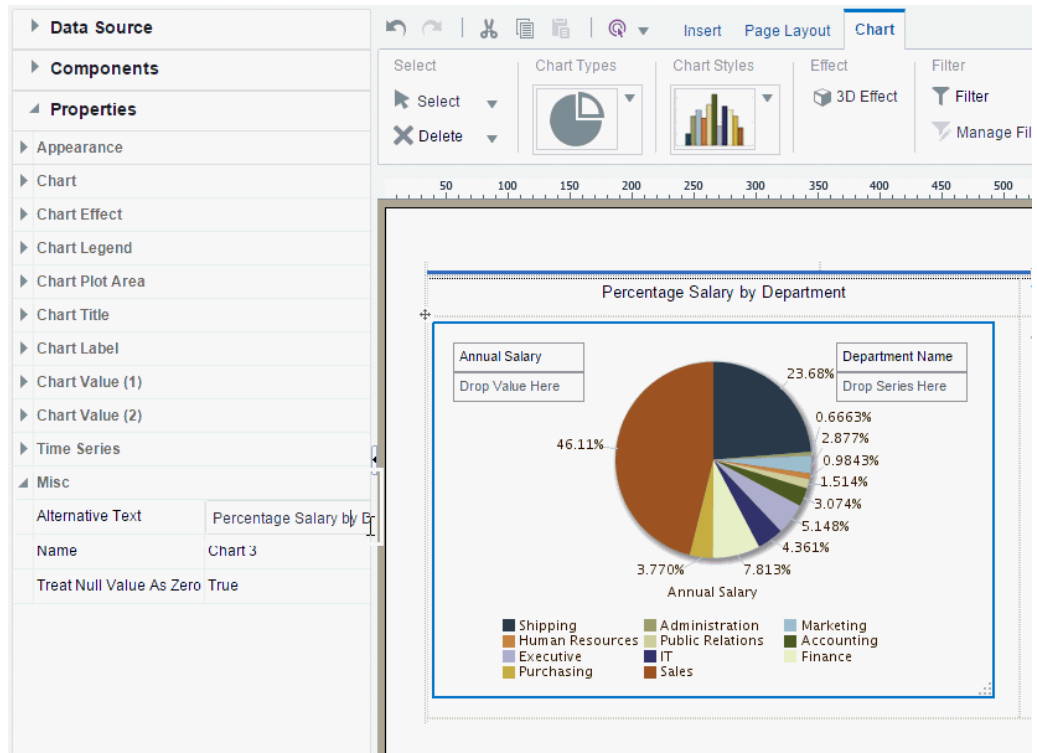 Data Source
Components
Properties
Appearance
Chart
Chart Effect
Chart Legend
Chart Plot Area
Chart Title
Chart Label
Chart Value (1)
Chart Value (2)
Time Series
Misc
Alternative Text Percentage Salary by
Name Chart 3
Treat Null Value As Zero True
Insert Page Layout Chart
Select Chart Types Chart Styles Effect Filter
Select 3D Effect Filter
Delete Manage Fil
50 100 150 200 250 300 350 400 450 500
Percentage Salary by Department
Annual Salary Department Name
Drop Value Here Drop Series Here
23.68%
0.6663%
2.877%
46.11%
0.9843%
1.514%
3.074%
5.148%
4.361%
3.770% 7.813%
Annual Salary
Shipping Administration Marketing
Human Resources Public Relations Accounting
Executive IT Finance
Purchasing Sales